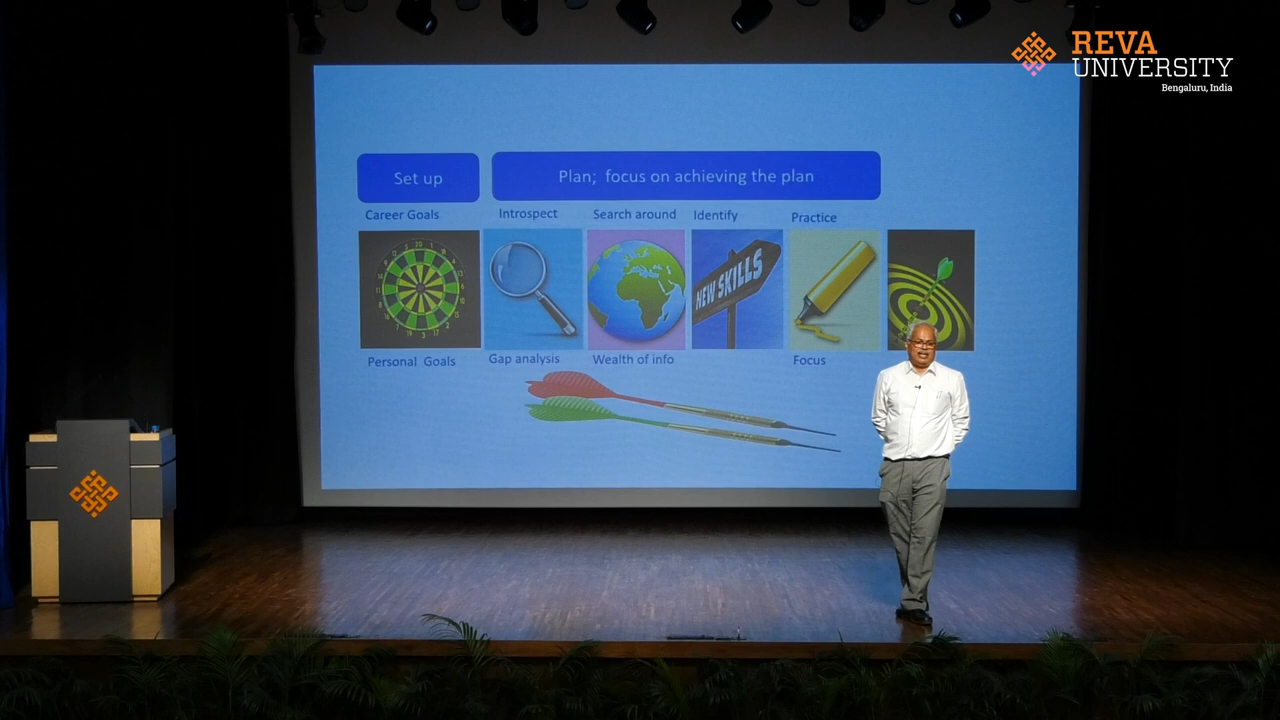 REVA
UNIVERSITY
Bengaluru, India
Set up
Plan; focus on achieving the plan
Career Goals
Introspect
Search around
Identify
Practice
NEW SKILLS
Personal Goals
Gap analysis
Wealth of info
Focus